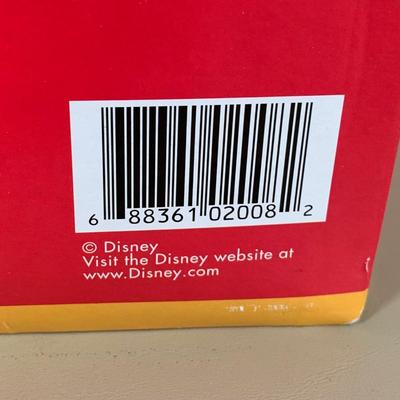 6 88361 02008 2
© Disney
Visit the Disney website at
www.Disney.com